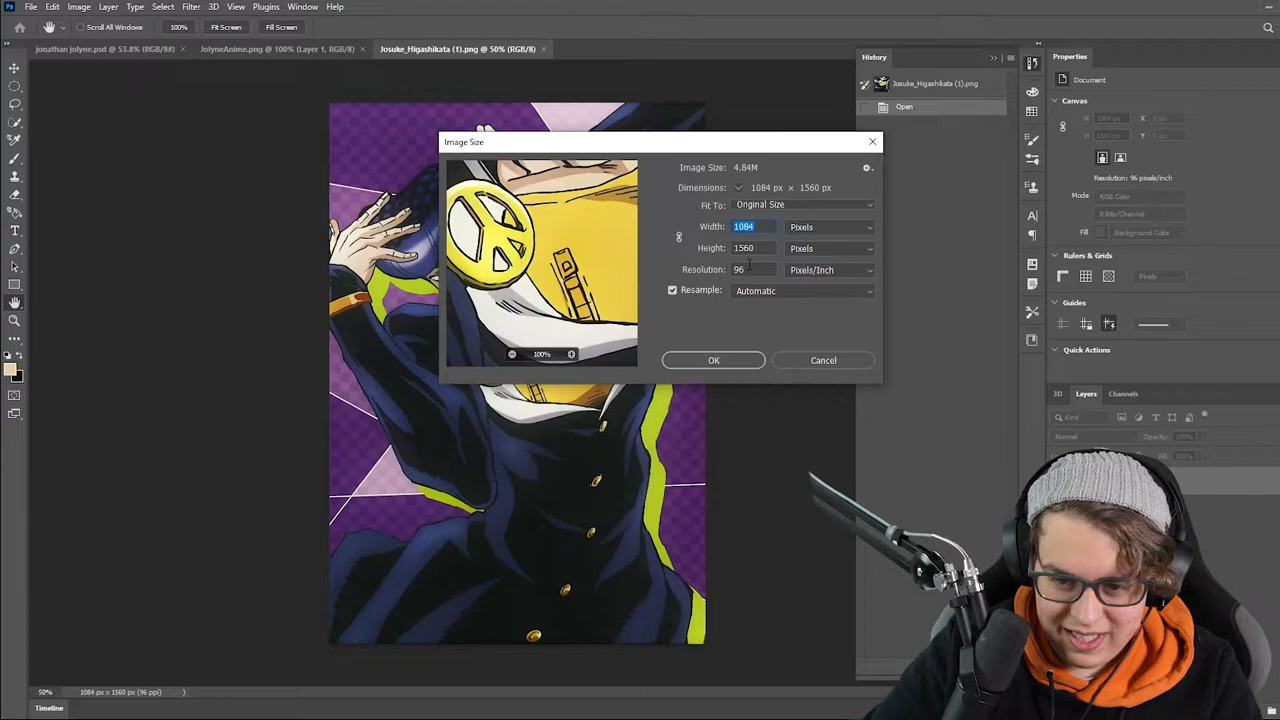 Ps File Edit Image Layer Type Select Filter 3D View Plugins Window Help
Scroll All Windows 100% Fit Screen Fill Screen
jonathan jolyne.psd @ 53.8% (RGB/8#) × JolyneAnime.png @ 100% (Layer 1, RGB/8) × Josuke_Higashikata (1).png @ 50% (RGB/8) ×
History
Josuke_Higashikata (1).png
Open
Properties
Document
Canvas
W 1084 px X 0 px
H 1560 px Y 0 px
Resolution: 96 pixels/inch
Mode RGB Color
8 Bits/Channel
Fill Background Color
Rulers & Grids
Pixels
Guides
Quick Actions
3D Layers Channels
Kind
Normal Opacity: 100%
Fill: 100%
Image Size
Image Size: 4.84M
Dimensions: 1084 px × 1560 px
Fit To: Original Size
Width: 1084 Pixels
Height: 1560 Pixels
Resolution: 96 Pixels/Inch
Resample: Automatic
100%
OK Cancel
50% 1084 px x 1560 px (96 ppi)
Timeline